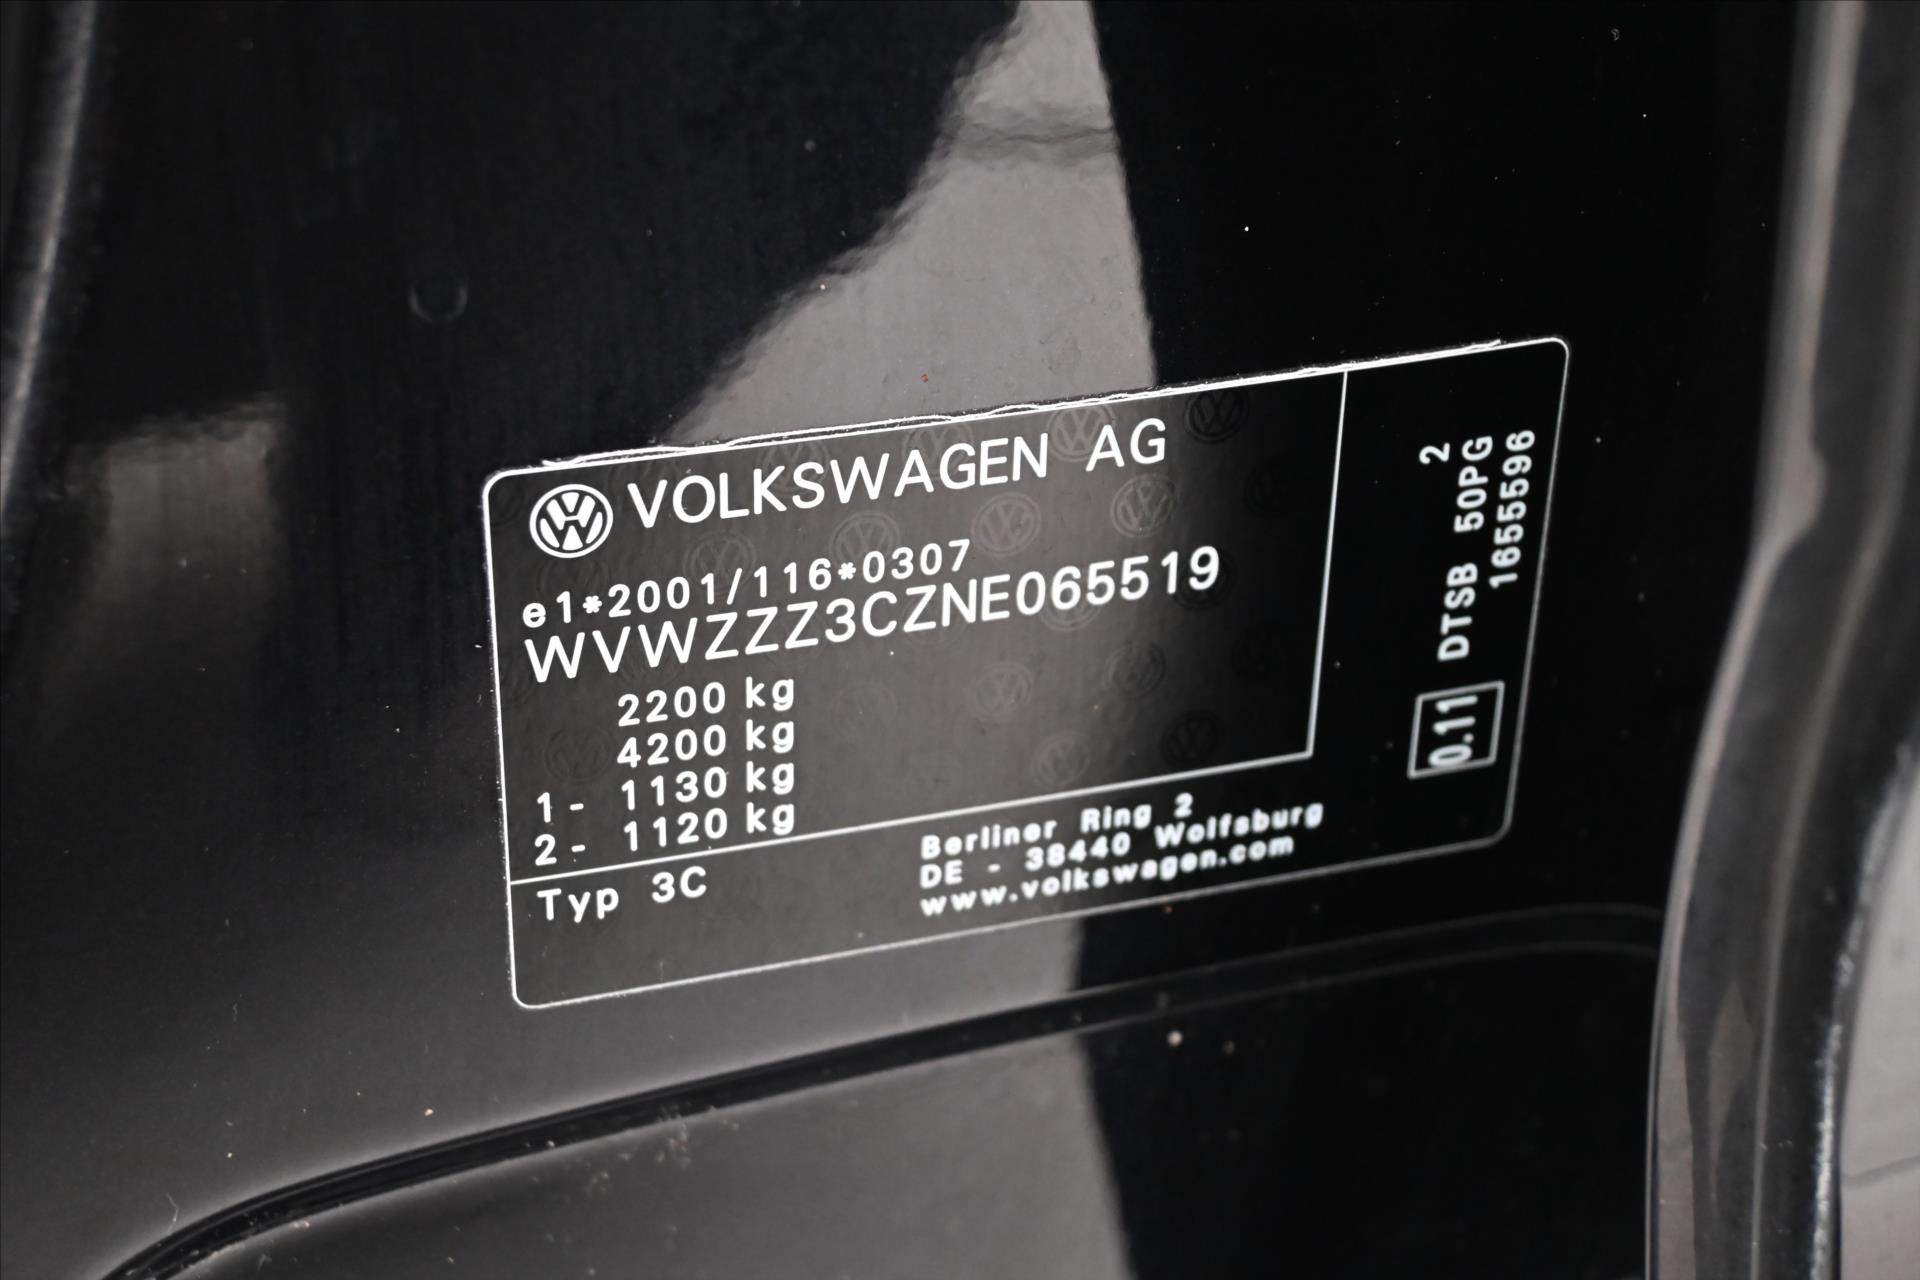 VOLKSWAGEN AG
e1*2001/116*0307
WVWZZZ3CZNE065519
2200 kg
4200 kg
1 - 1130 kg
2 - 1120 kg
Typ 3C
Berliner Ring 2
DE - 38440 Wolfsburg
www.volkswagen.com
0.11 DTSB 50PG 2
1655596